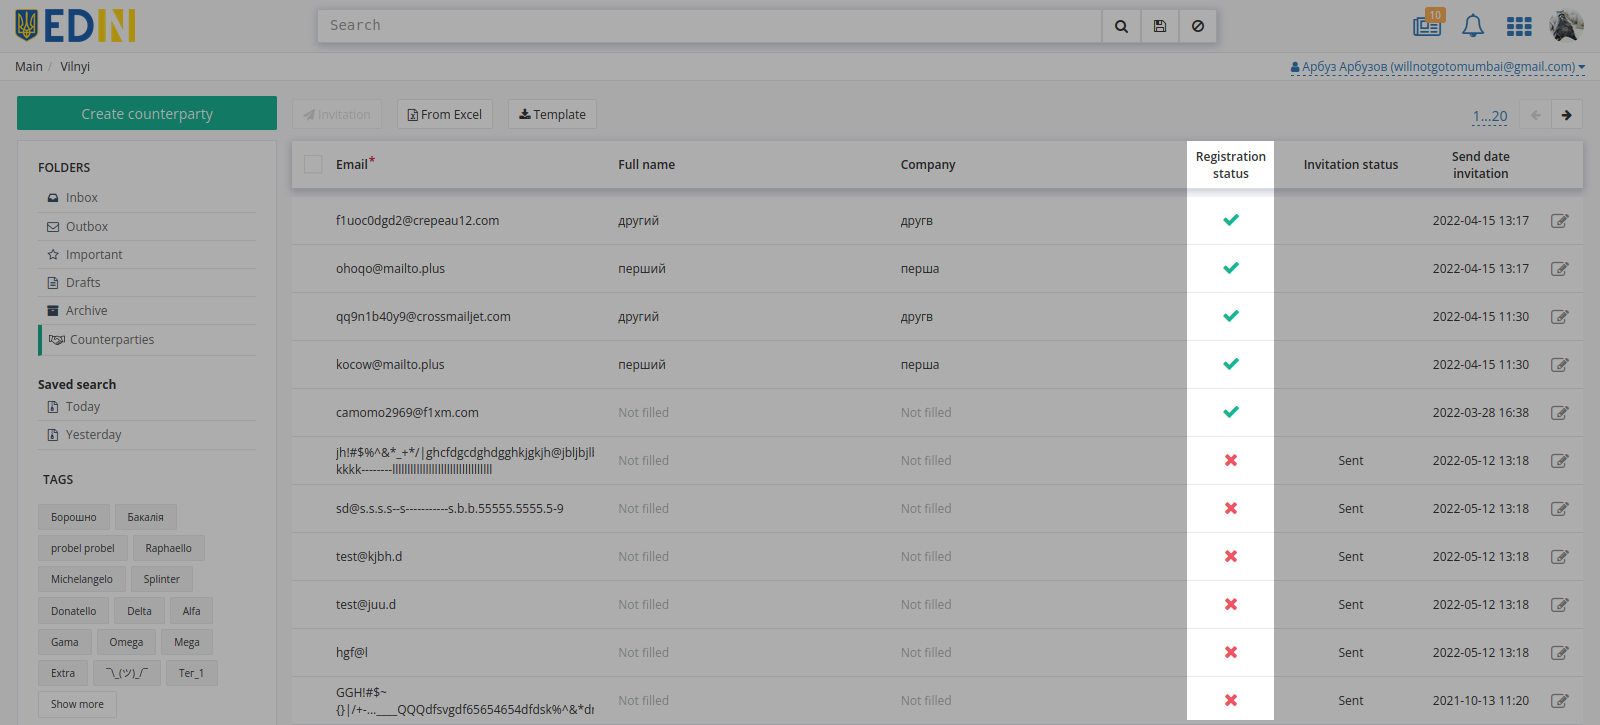 EDIN
Search
10
Main / Vilnyi
Арбуз Арбузов (willnotgotomumbai@gmail.com)
Create counterparty
Invitation
From Excel
Template
1...20
FOLDERS
Inbox
Outbox
Important
Drafts
Archive
Counterparties
Saved search
Today
Yesterday
TAGS
Борошно Бакалія
probel probel Raphaello
Michelangelo Splinter
Donatello Delta Alfa
Gama Omega Mega
Extra ¯\_(ツ)_/¯ Тег_1
Show more
Email* Full name Company Registration status Invitation status Send date invitation
f1uoc0dgd2@crepeau12.com другий друга 2022-04-15 13:17
ohoqo@mailto.plus перший перша 2022-04-15 13:17
qq9n1b40y9@crossmailjet.com другий друга 2022-04-15 11:30
kocow@mailto.plus перший перша 2022-04-15 11:30
camomo2969@f1xm.com Not filled Not filled 2022-03-28 16:38
jh!#$%^&*_+*/|ghcfdgcdghdgghkjgkjh@jbljbjlb
kkkk--------llllllllllllllllllllllllllllllllll Not filled Not filled Sent 2022-05-12 13:18
sd@s.s.s.s--s-----------s.b.b.55555.5555.5-9 Not filled Not filled Sent 2022-05-12 13:18
test@kjbh.d Not filled Not filled Sent 2022-05-12 13:18
test@juu.d Not filled Not filled Sent 2022-05-12 13:18
hgf@l Not filled Not filled Sent 2022-05-12 13:18
GGH!#$~
{}|/+-...____QQQdfsvgdf65654654dfdsk%^&*dr Not filled Not filled Sent 2021-10-13 11:20